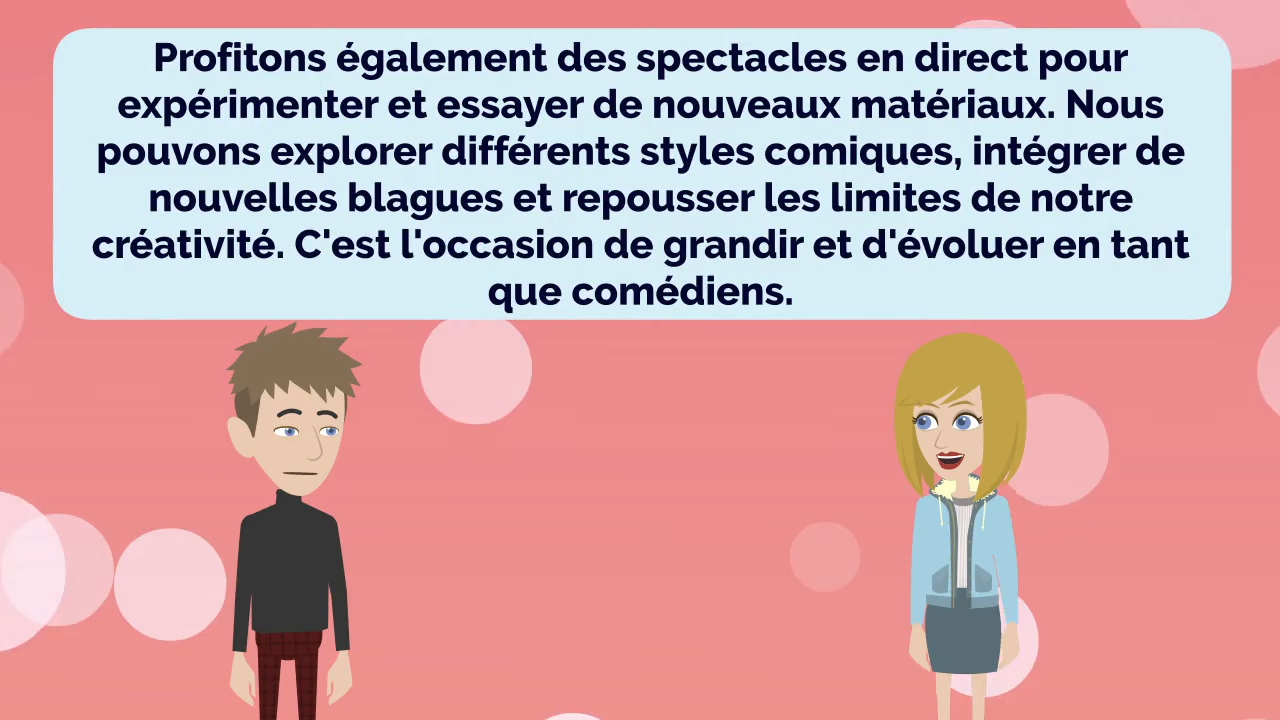 Profitons également des spectacles en direct pour
expérimenter et essayer de nouveaux matériaux. Nous
pouvons explorer différents styles comiques, intégrer de
nouvelles blagues et repousser les limites de notre
créativité. C'est l'occasion de grandir et d'évoluer en tant
que comédiens.